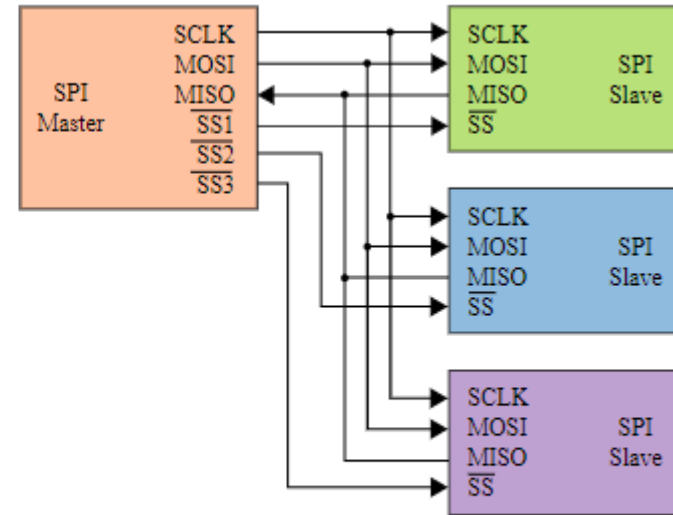 SPI
Master
SCLK
MOSI
MISO
SS1
SS2
SS3
SCLK
MOSI
MISO
SS
SPI
Slave
SCLK
MOSI
MISO
SS
SPI
Slave
SCLK
MOSI
MISO
SS
SPI
Slave